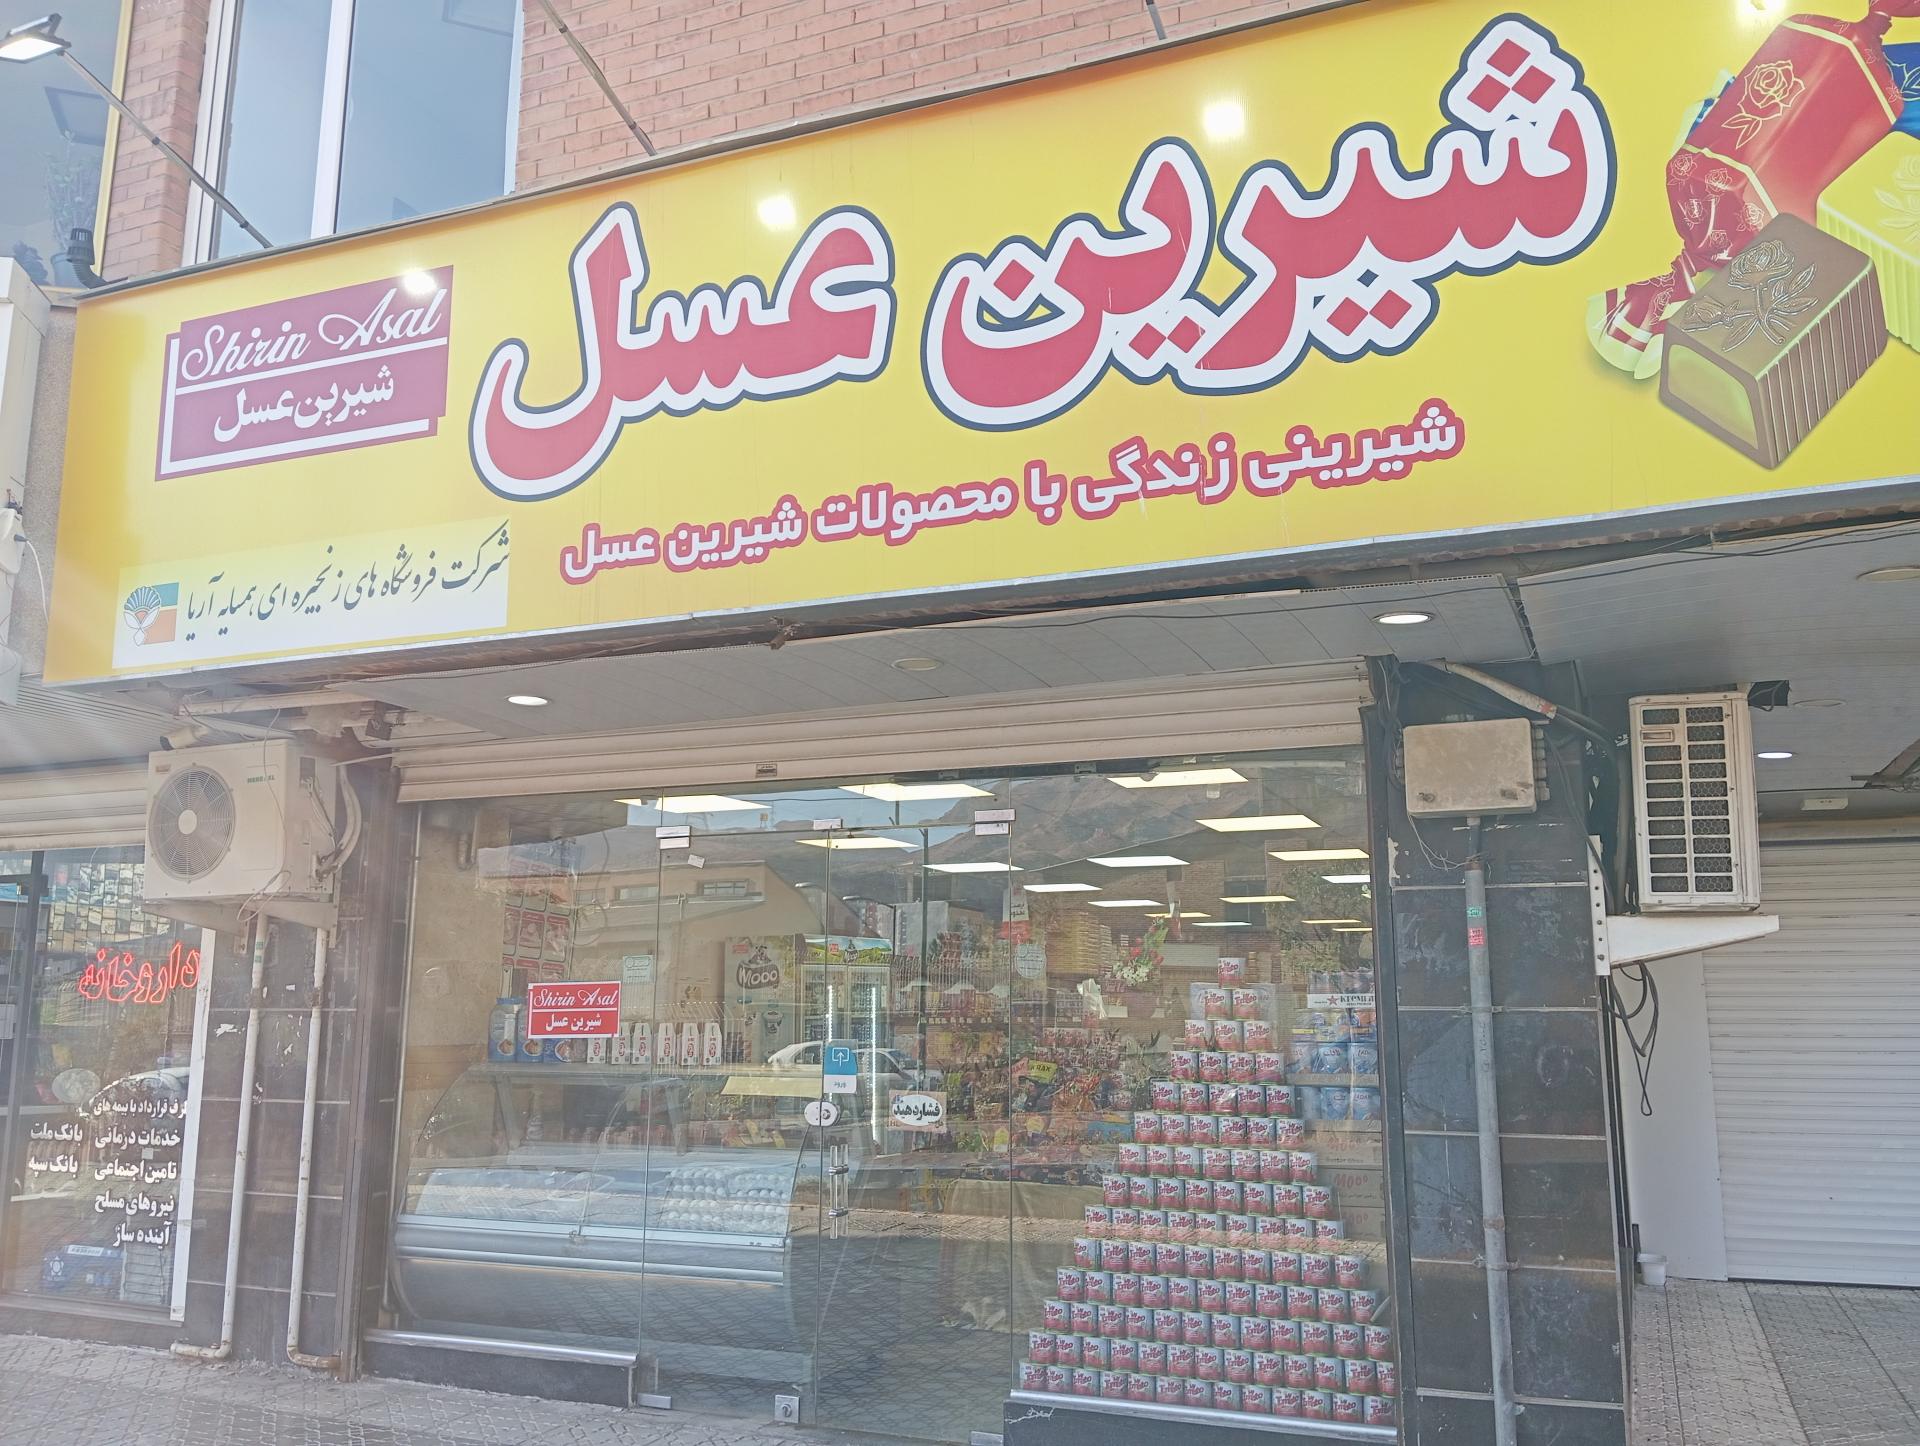 شیرین عسل
Shirin Asal
شیرین عسل
شیرینی زندگی با محصولات شیرین عسل
شرکت فروشگاه های زنجیره ای همسایه آریا
داروخانه
طرف قرارداد با بیمه های
خدمات درمانی بانک ملت
تامین اجتماعی بانک سپه
نیروهای مسلح
آینده ساز
Shirin Asal
شیرین عسل
Mooo
ورود
فشار دهید